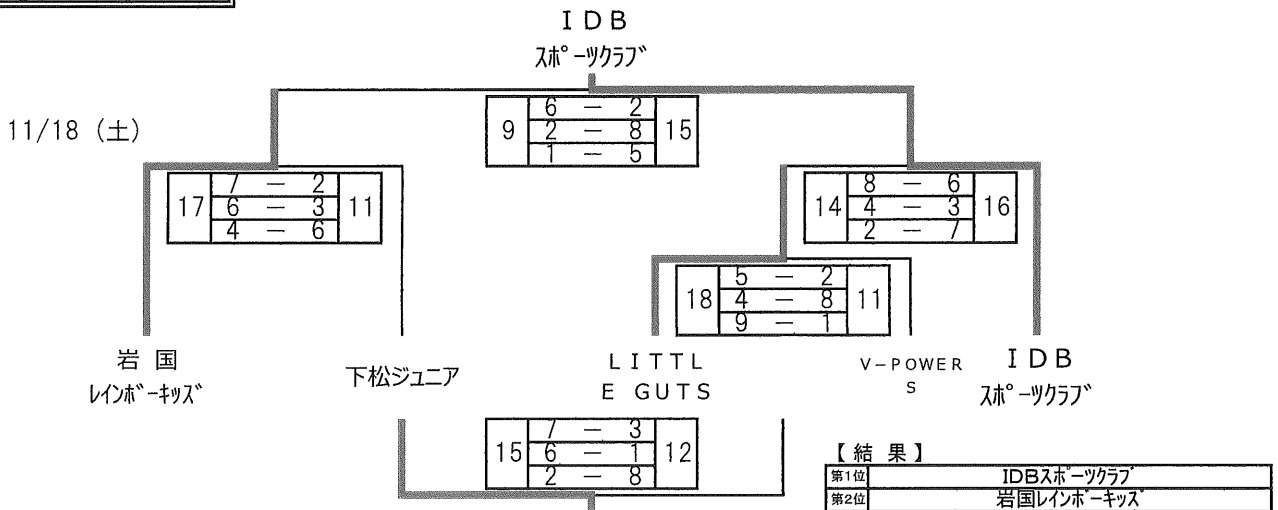 ＩＤＢ
ｽﾎﾟｰﾂｸﾗﾌﾞ
11/18（土）
9 6 － 2 15
2 － 8
1 － 5
17 7 － 2 11
6 － 3
4 － 6
14 8 － 6 16
4 － 3
2 － 7
18 5 － 2 11
4 － 8
9 － 1
岩国
ﾚｲﾝﾎﾞｰｷｯｽﾞ
下松ジュニア
ＬＩＴＴＬ
Ｅ ＧＵＴＳ
Ｖ－ＰＯＷＥＲ
Ｓ
ＩＤＢ
ｽﾎﾟｰﾂｸﾗﾌﾞ
15 7 － 3 12
6 － 1
2 － 8
【結 果】
第1位 IDBｽﾎﾟｰﾂｸﾗﾌﾞ
第2位 岩国ﾚｲﾝﾎﾞｰｷｯｽﾞ